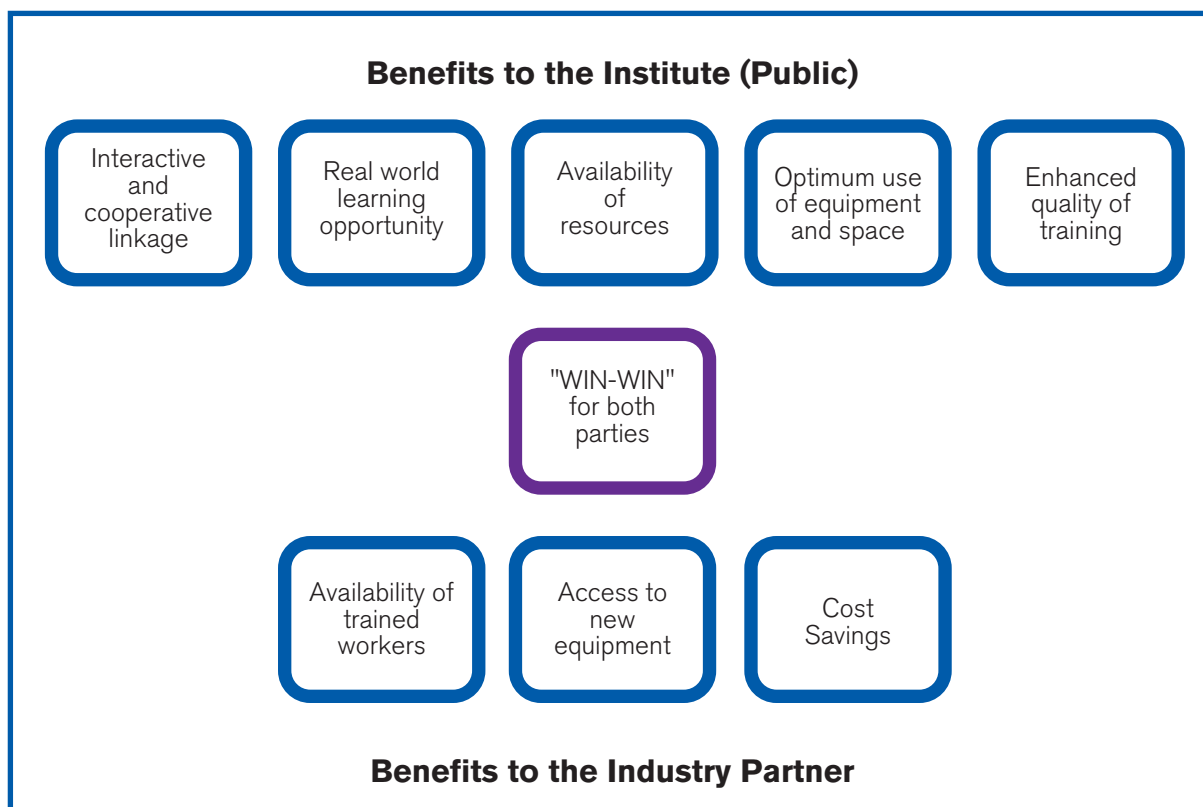 Benefits to the Institute (Public)
Interactive
and
cooperative
linkage
Real world
learning
opportunity
Availability
of
resources
Optimum use
of equipment
and space
Enhanced
quality of
training
"WIN-WIN"
for both
parties
Availability of
trained
workers
Access to
new
equipment
Cost
Savings
Benefits to the Industry Partner